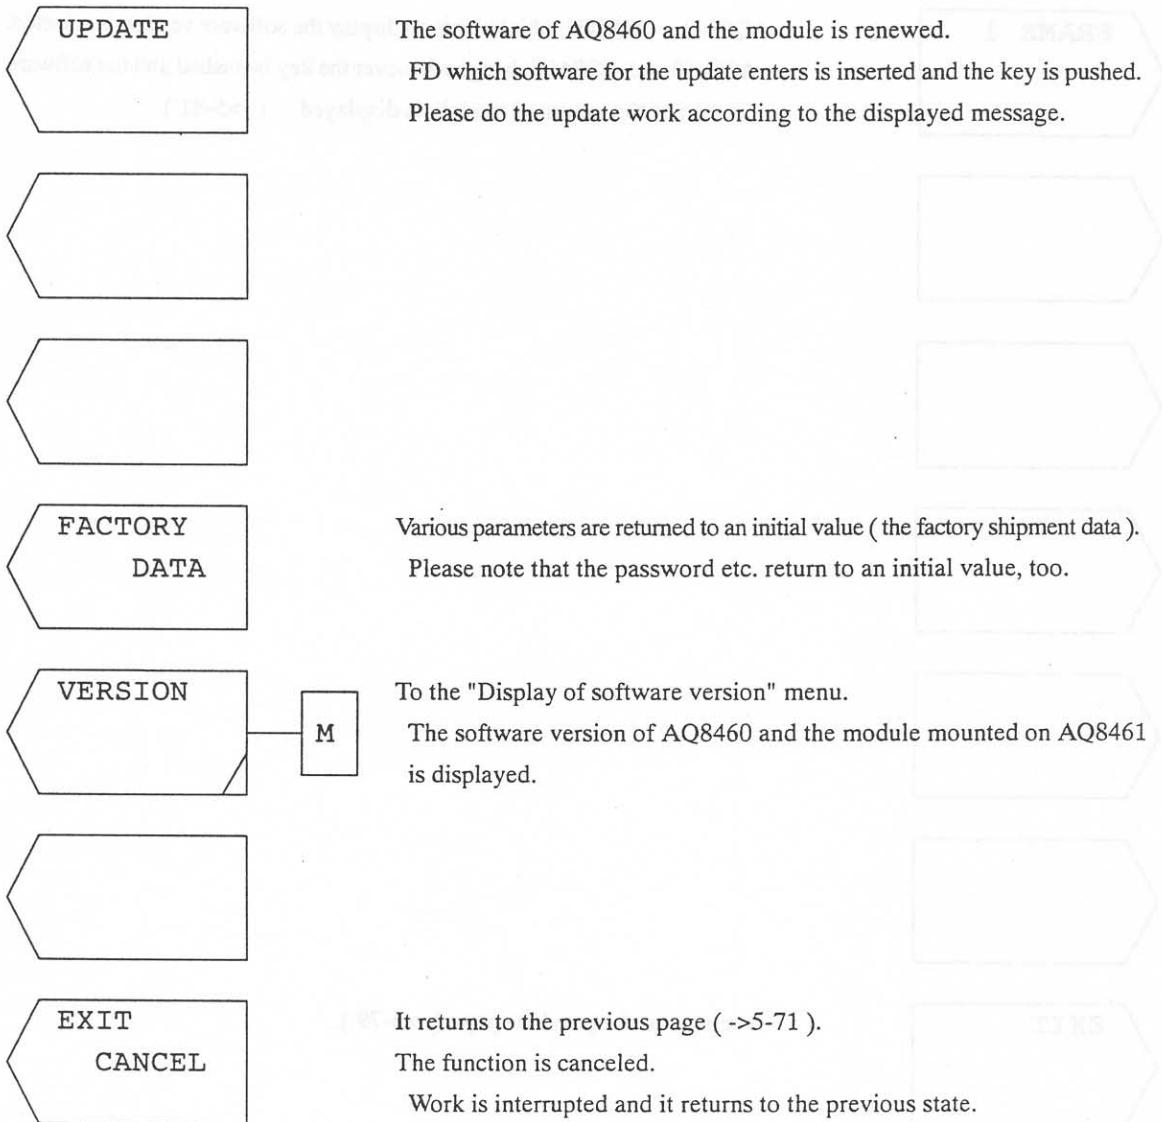 UPDATE
The software of AQ8460 and the module is renewed.
FD which software for the update enters is inserted and the key is pushed.
Please do the update work according to the displayed message.
FACTORY
DATA
Various parameters are returned to an initial value ( the factory shipment data ).
Please note that the password etc. return to an initial value, too.
VERSION
M
To the "Display of software version" menu.
The software version of AQ8460 and the module mounted on AQ8461
is displayed.
EXIT
CANCEL
It returns to the previous page ( ->5-71 ).
The function is canceled.
Work is interrupted and it returns to the previous state.